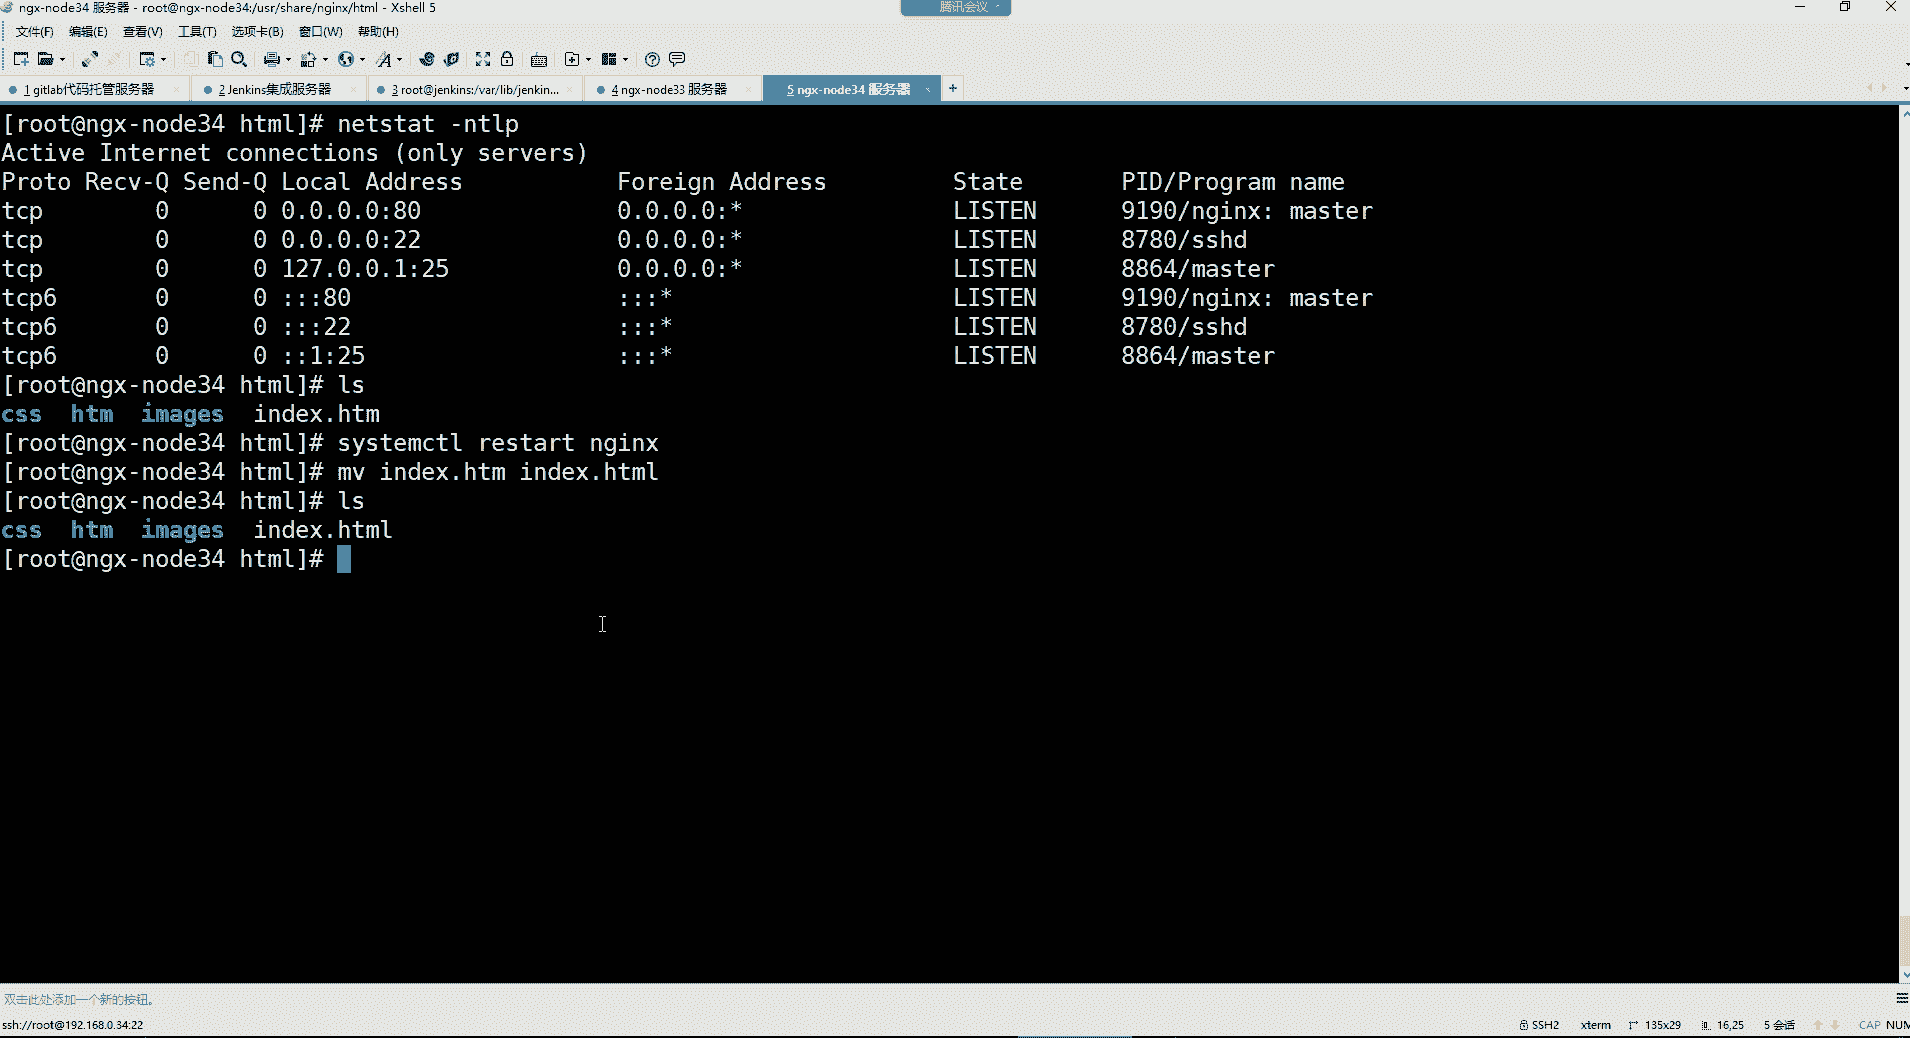 ngx-node34 服务器 - root@ngx-node34:/usr/share/nginx/html - Xshell 5
腾讯会议
文件(F) 编辑(E) 查看(V) 工具(T) 选项卡(B) 窗口(W) 帮助(H)
1 gitlab代码托管服务器 2 Jenkins集成服务器 3 root@jenkins:/var/lib/jenkin... 4 ngx-node33 服务器 5 ngx-node34 服务器 +
[root@ngx-node34 html]# netstat -ntlp
Active Internet connections (only servers)
Proto Recv-Q Send-Q Local Address Foreign Address State PID/Program name
tcp 0 0 0.0.0.0:80 0.0.0.0:* LISTEN 9190/nginx: master
tcp 0 0 0.0.0.0:22 0.0.0.0:* LISTEN 8780/sshd
tcp 0 0 127.0.0.1:25 0.0.0.0:* LISTEN 8864/master
tcp6 0 0 :::80 :::* LISTEN 9190/nginx: master
tcp6 0 0 :::22 :::* LISTEN 8780/sshd
tcp6 0 0 ::1:25 :::* LISTEN 8864/master
[root@ngx-node34 html]# ls
css htm images index.htm
[root@ngx-node34 html]# systemctl restart nginx
[root@ngx-node34 html]# mv index.htm index.html
[root@ngx-node34 html]# ls
css htm images index.html
[root@ngx-node34 html]#
双击此处添加一个新的按钮。
ssh://root@192.168.0.34:22 SSH2 xterm 135x29 16,25 5 会话 CAP NUM